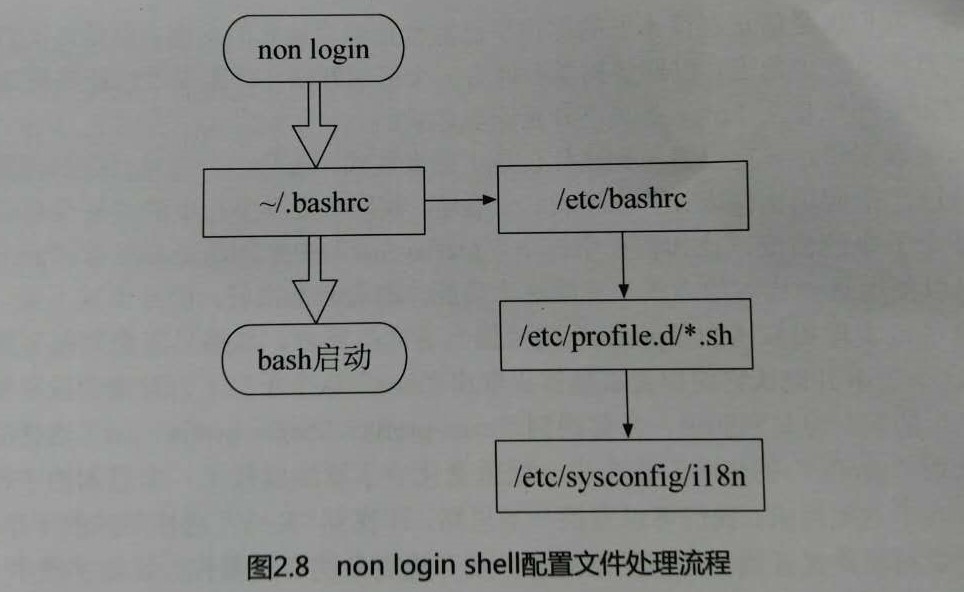 non login
~/.bashrc
/etc/bashrc
/etc/profile.d/*.sh
bash启动
/etc/sysconfig/i18n
图2.8 non login shell配置文件处理流程